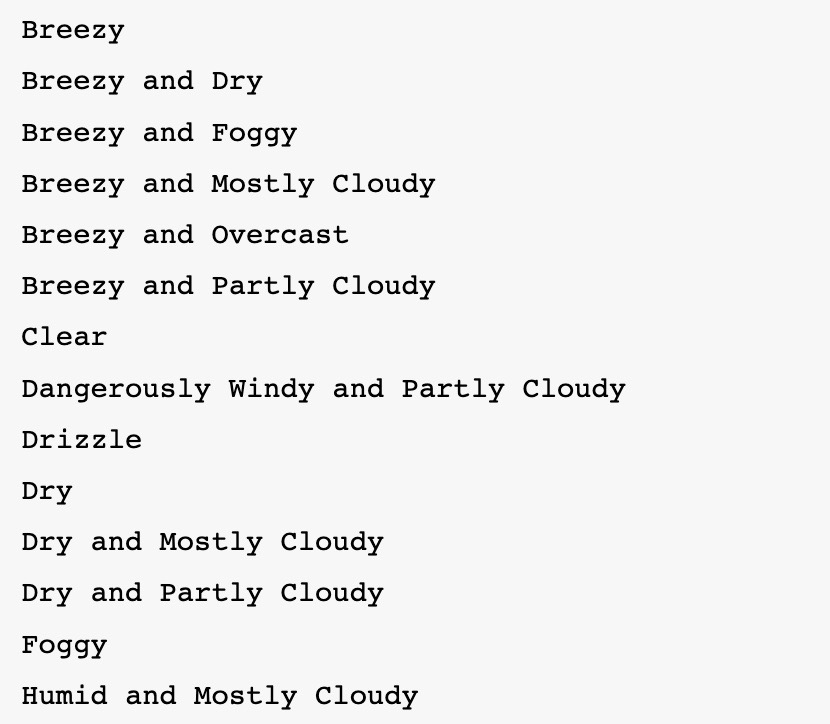 Breezy
Breezy and Dry
Breezy and Foggy
Breezy and Mostly Cloudy
Breezy and Overcast
Breezy and Partly Cloudy
Clear
Dangerously Windy and Partly Cloudy
Drizzle
Dry
Dry and Mostly Cloudy
Dry and Partly Cloudy
Foggy
Humid and Mostly Cloudy